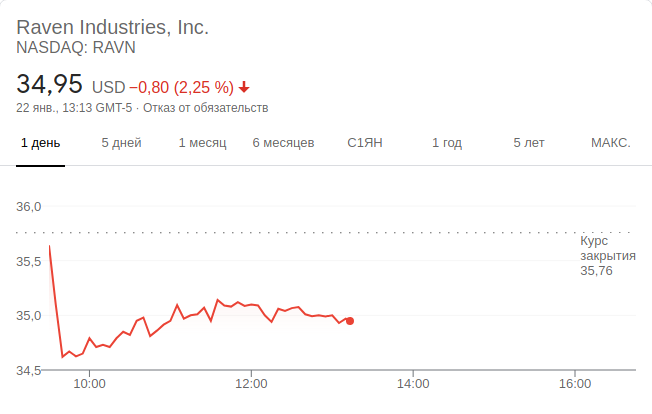 Raven Industries, Inc.
NASDAQ: RAVN
34,95 USD −0,80 (2,25 %)
22 янв., 13:13 GMT-5 · Отказ от обязательств
1 день 5 дней 1 месяц 6 месяцев С1ЯН 1 год 5 лет МАКС.
36,0
Курс
закрытия
35,5
35,76
35,0
34,5
10:00 12:00 14:00 16:00